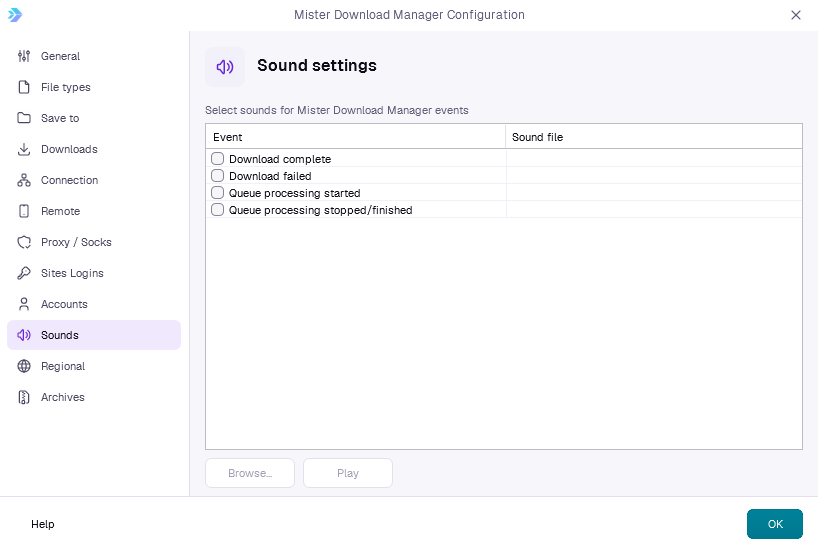 Mister Download Manager Configuration
General
File types
Save to
Downloads
Connection
Remote
Proxy / Socks
Sites Logins
Accounts
Sounds
Regional
Archives
Sound settings
Select sounds for Mister Download Manager events
Event Sound file
Download complete
Download failed
Queue processing started
Queue processing stopped/finished
Browse... Play
Help OK